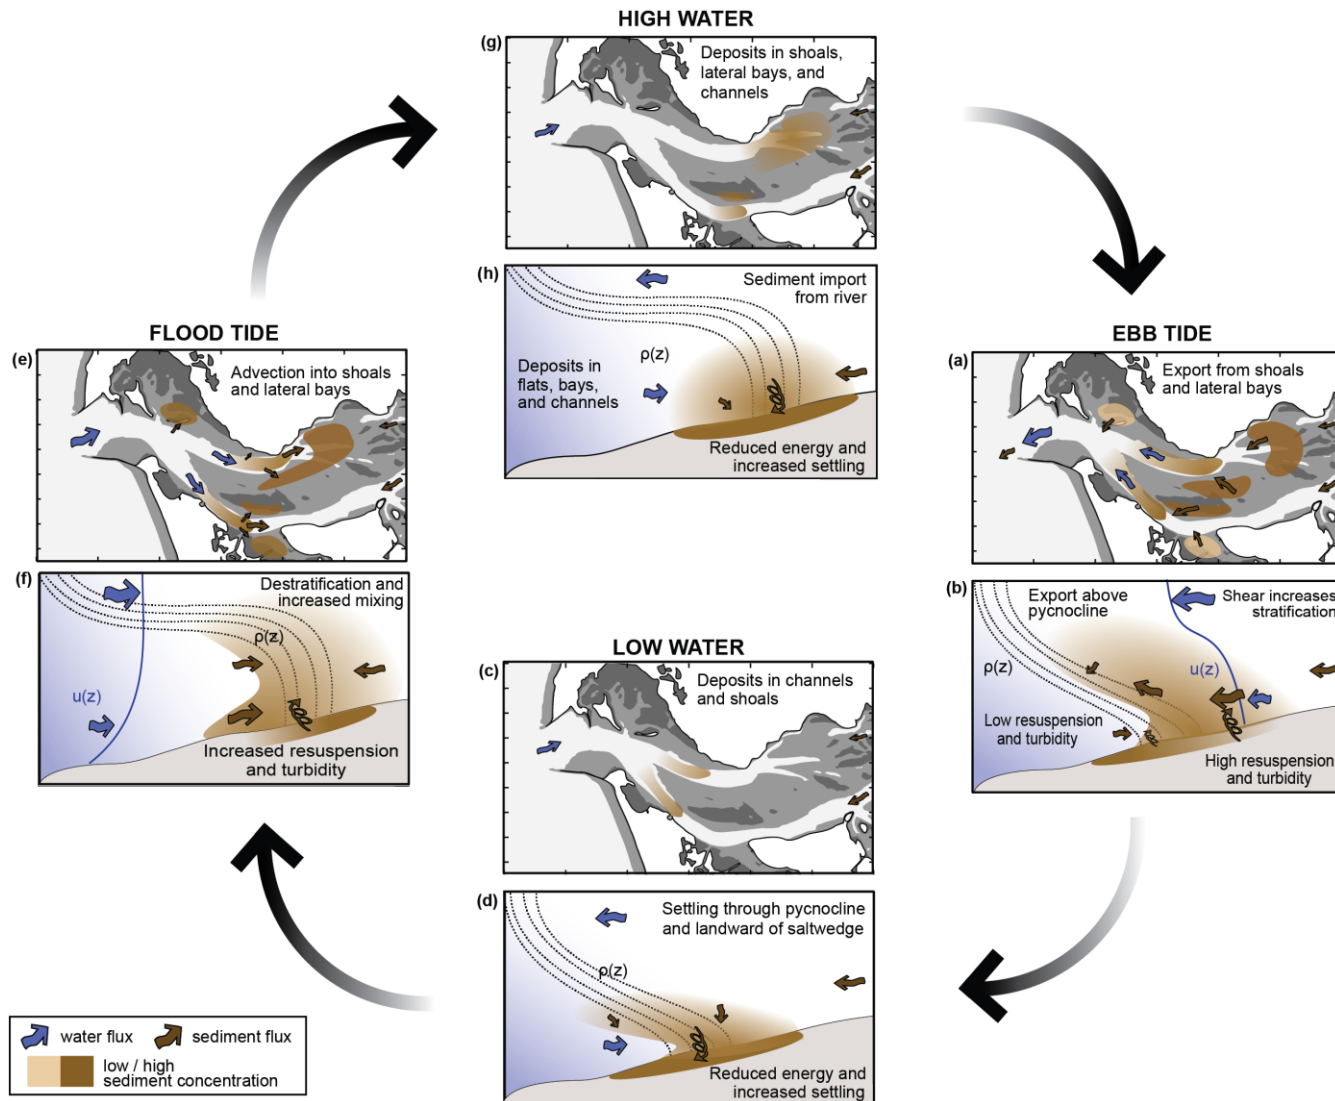 HIGH WATER
(g)
Deposits in shoals,
lateral bays, and
channels
(h)
Sediment import
from river
ρ(z)
Deposits in
flats, bays,
and channels
Reduced energy and
increased settling
FLOOD TIDE
(e)
Advection into shoals
and lateral bays
(f)
Destratification and
increased mixing
ρ(z)
u(z)
Increased resuspension
and turbidity
EBB TIDE
(a)
Export from shoals
and lateral bays
(b)
Export above
pycnocline
Shear increases
stratification
ρ(z)
u(z)
Low resuspension
and turbidity
High resuspension
and turbidity
LOW WATER
(c)
Deposits in channels
and shoals
(d)
Settling through pycnocline
and landward of saltwedge
ρ(z)
Reduced energy and
increased settling
water flux
sediment flux
low / high
sediment concentration